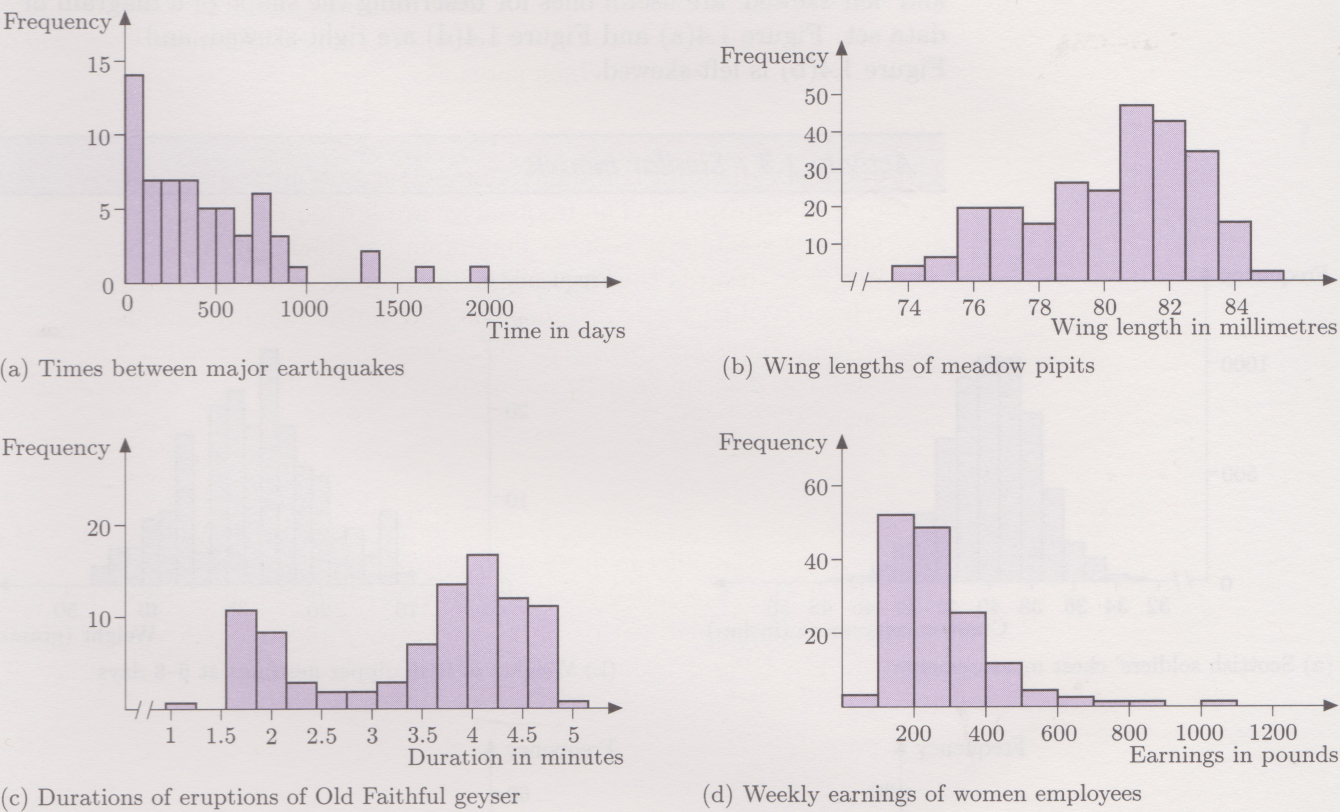 Frequency
15
10
5
0
0 500 1000 1500 2000
Time in days
(a) Times between major earthquakes
Frequency
50
40
30
20
10
74 76 78 80 82 84
Wing length in millimetres
(b) Wing lengths of meadow pipits
Frequency
20
10
1 1.5 2 2.5 3 3.5 4 4.5 5
Duration in minutes
(c) Durations of eruptions of Old Faithful geyser
Frequency
60
40
20
200 400 600 800 1000 1200
Earnings in pounds
(d) Weekly earnings of women employees